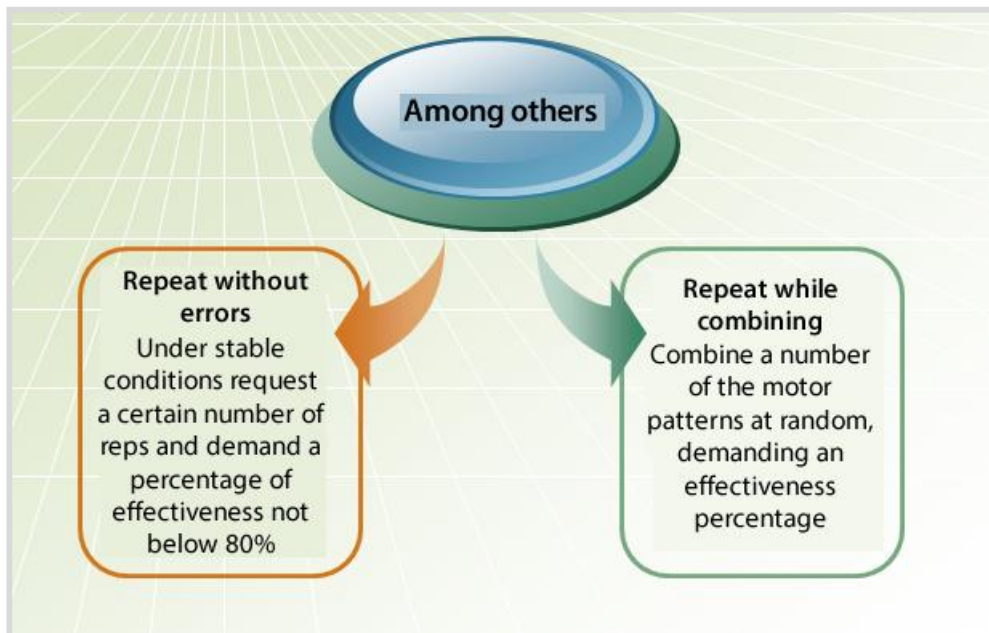 Among others
Repeat without
errors
Under stable
conditions request
a certain number of
reps and demand a
percentage of
effectiveness not
below 80%
Repeat while
combining
Combine a number
of the motor
patterns at random,
demanding an
effectiveness
percentage